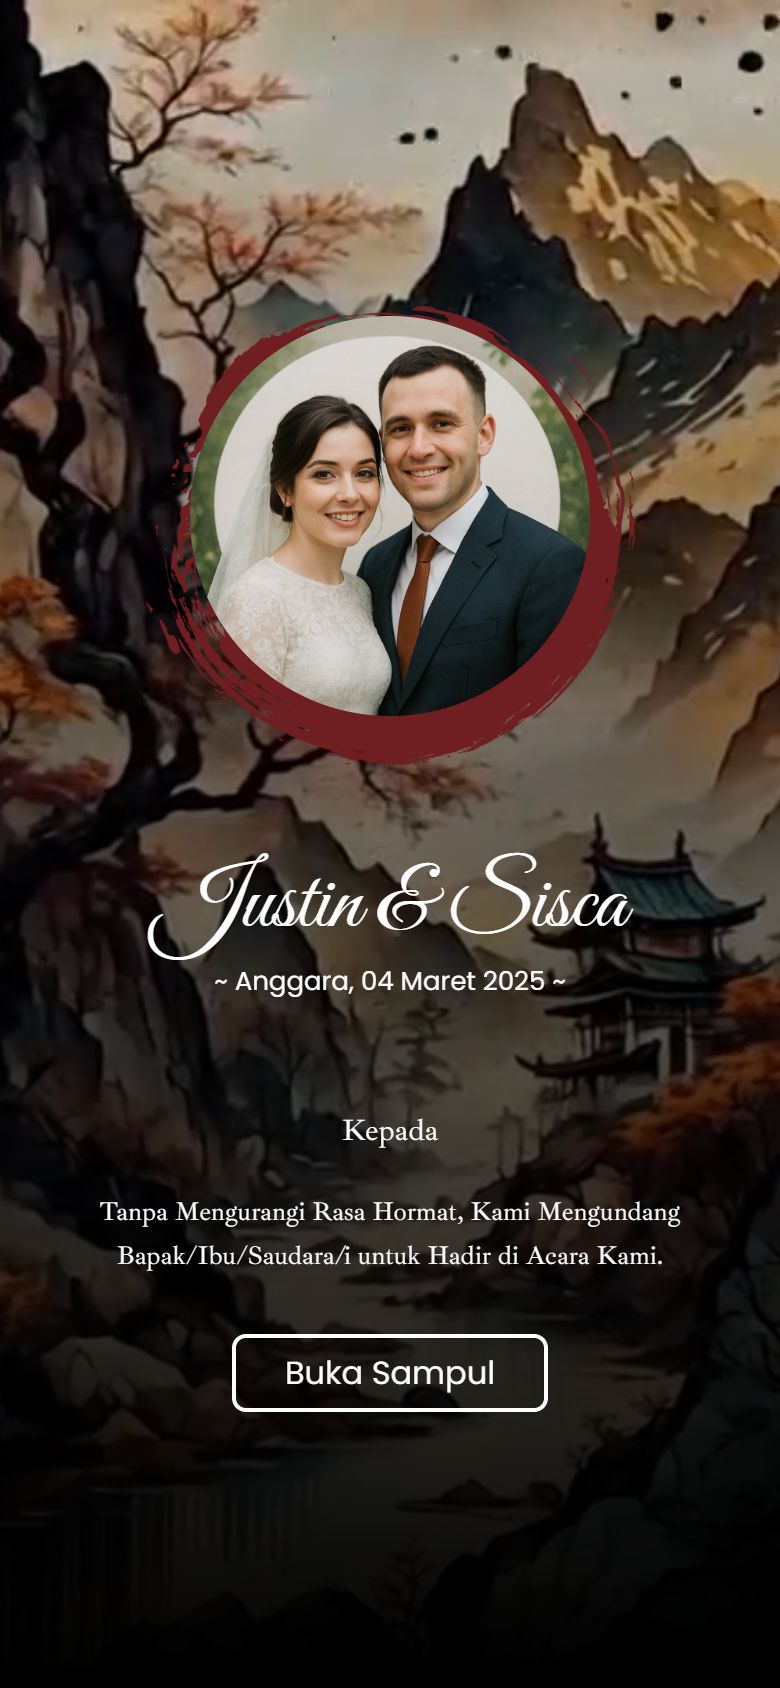 Justin & Sisca
~ Anggara, 04 Maret 2025 ~
Kepada
Tanpa Mengurangi Rasa Hormat, Kami Mengundang
Bapak/Ibu/Saudara/i untuk Hadir di Acara Kami.
Buka Sampul